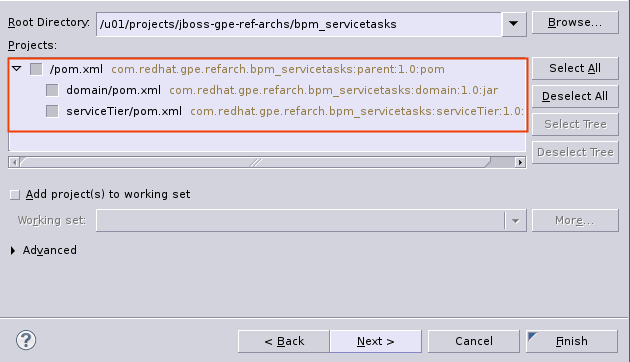 Root Directory: /u01/projects/jboss-gpe-ref-archs/bpm_servicetasks Browse...
Projects:
/pom.xml com.redhat.gpe.refarch.bpm_servicetasks:parent:1.0:pom Select All
domain/pom.xml com.redhat.gpe.refarch.bpm_servicetasks:domain:1.0:jar Deselect All
serviceTier/pom.xml com.redhat.gpe.refarch.bpm_servicetasks:serviceTier:1.0: Select Tree
Deselect Tree
Add project(s) to working set
Working set: More...
Advanced
? < Back Next > Cancel Finish